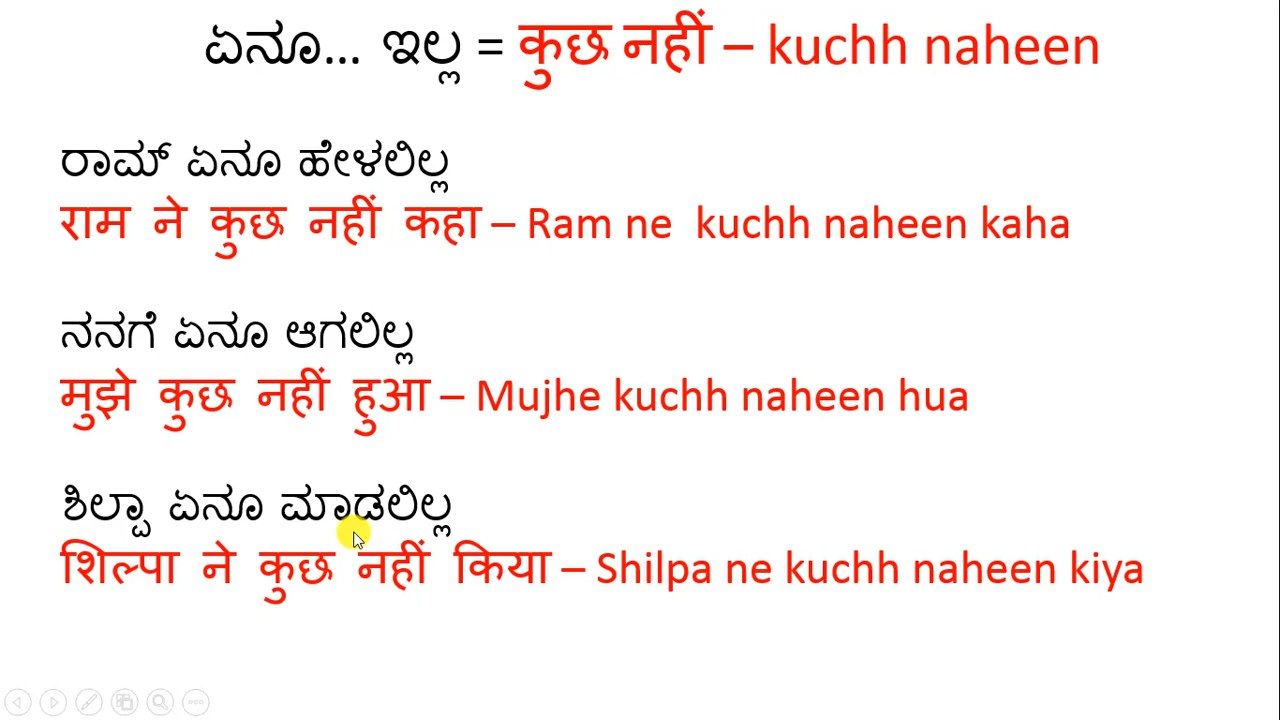 ಏನೂ... ಇಲ್ಲ = कुछ नहीं – kuchh naheen
ರಾಮ್ ಏನೂ ಹೇಳಲಿಲ್ಲ
राम ने कुछ नहीं कहा – Ram ne kuchh naheen kaha
ನನಗೆ ಏನೂ ಆಗಲಿಲ್ಲ
मुझे कुछ नहीं हुआ – Mujhe kuchh naheen hua
ಶಿಲ್ಪಾ ಏನೂ ಮಾಡಲಿಲ್ಲ
शिल्पा ने कुछ नहीं किया – Shilpa ne kuchh naheen kiya